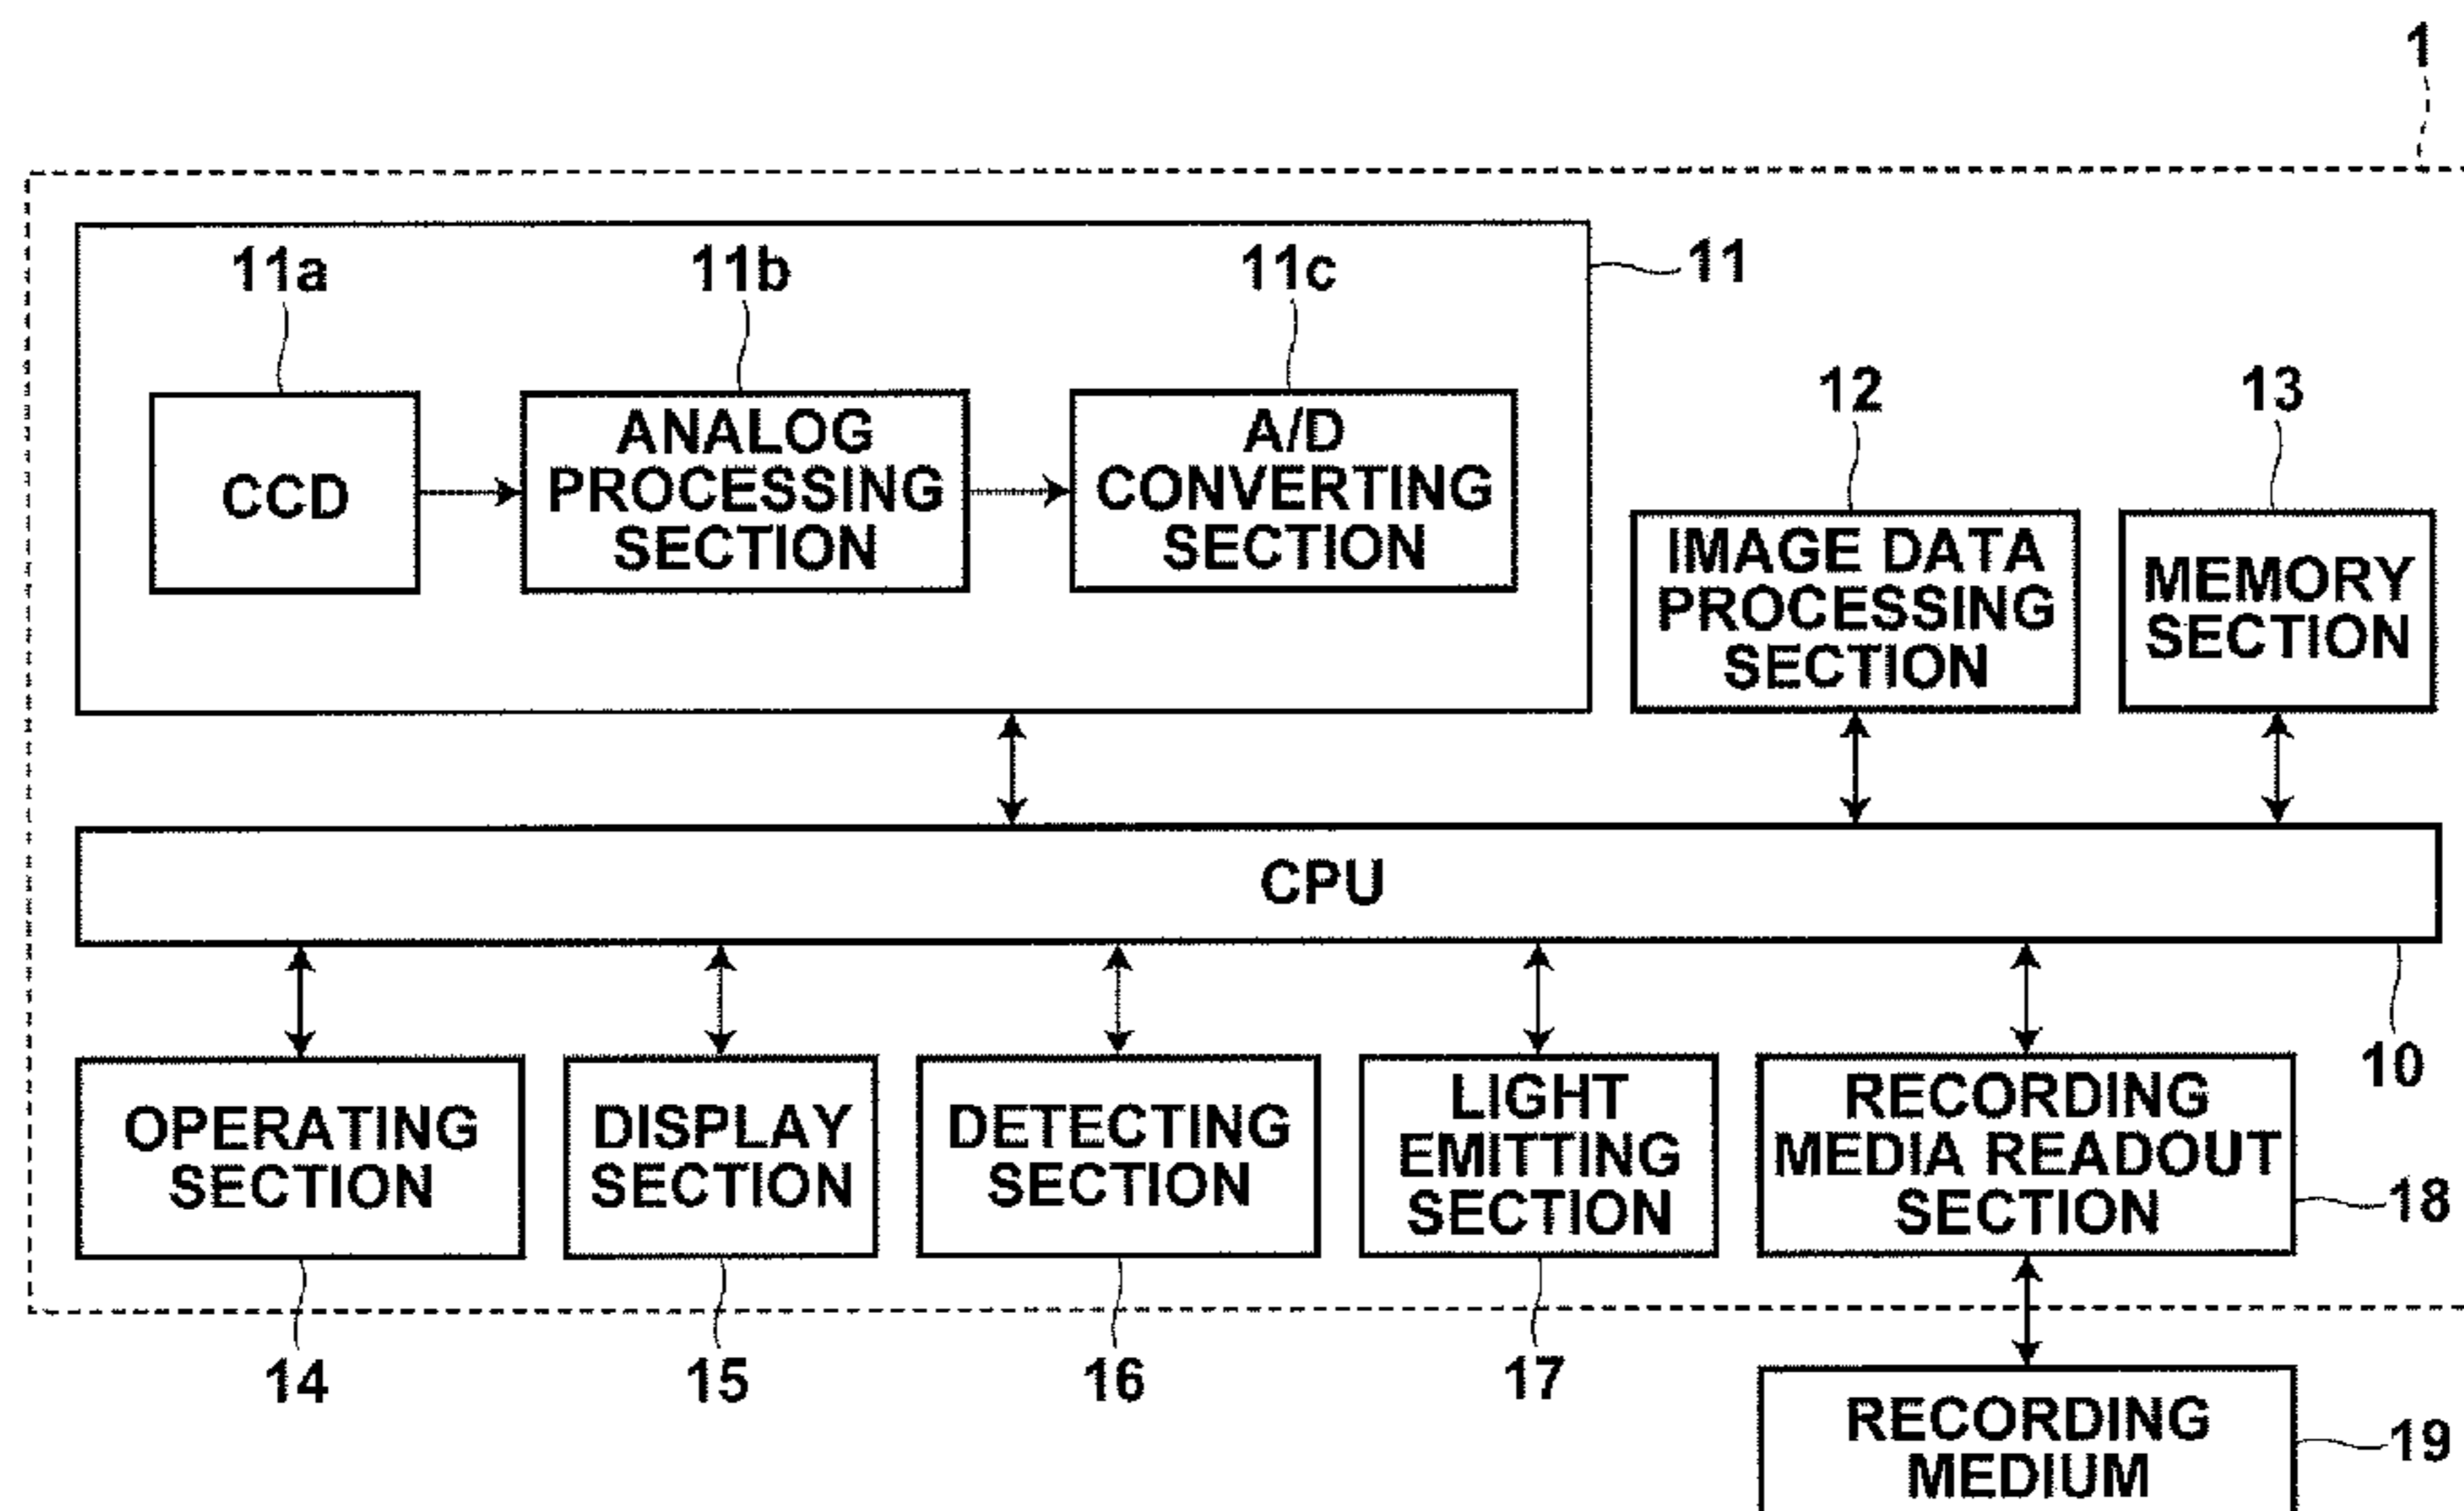 1
11
11a
11b
11c
CCD
ANALOG
PROCESSING
SECTION
A/D
CONVERTING
SECTION
12
13
IMAGE DATA
PROCESSING
SECTION
MEMORY
SECTION
CPU
10
OPERATING
SECTION
DISPLAY
SECTION
DETECTING
SECTION
LIGHT
EMITTING
SECTION
RECORDING
MEDIA READOUT
SECTION
18
14
15
16
17
RECORDING
MEDIUM
19